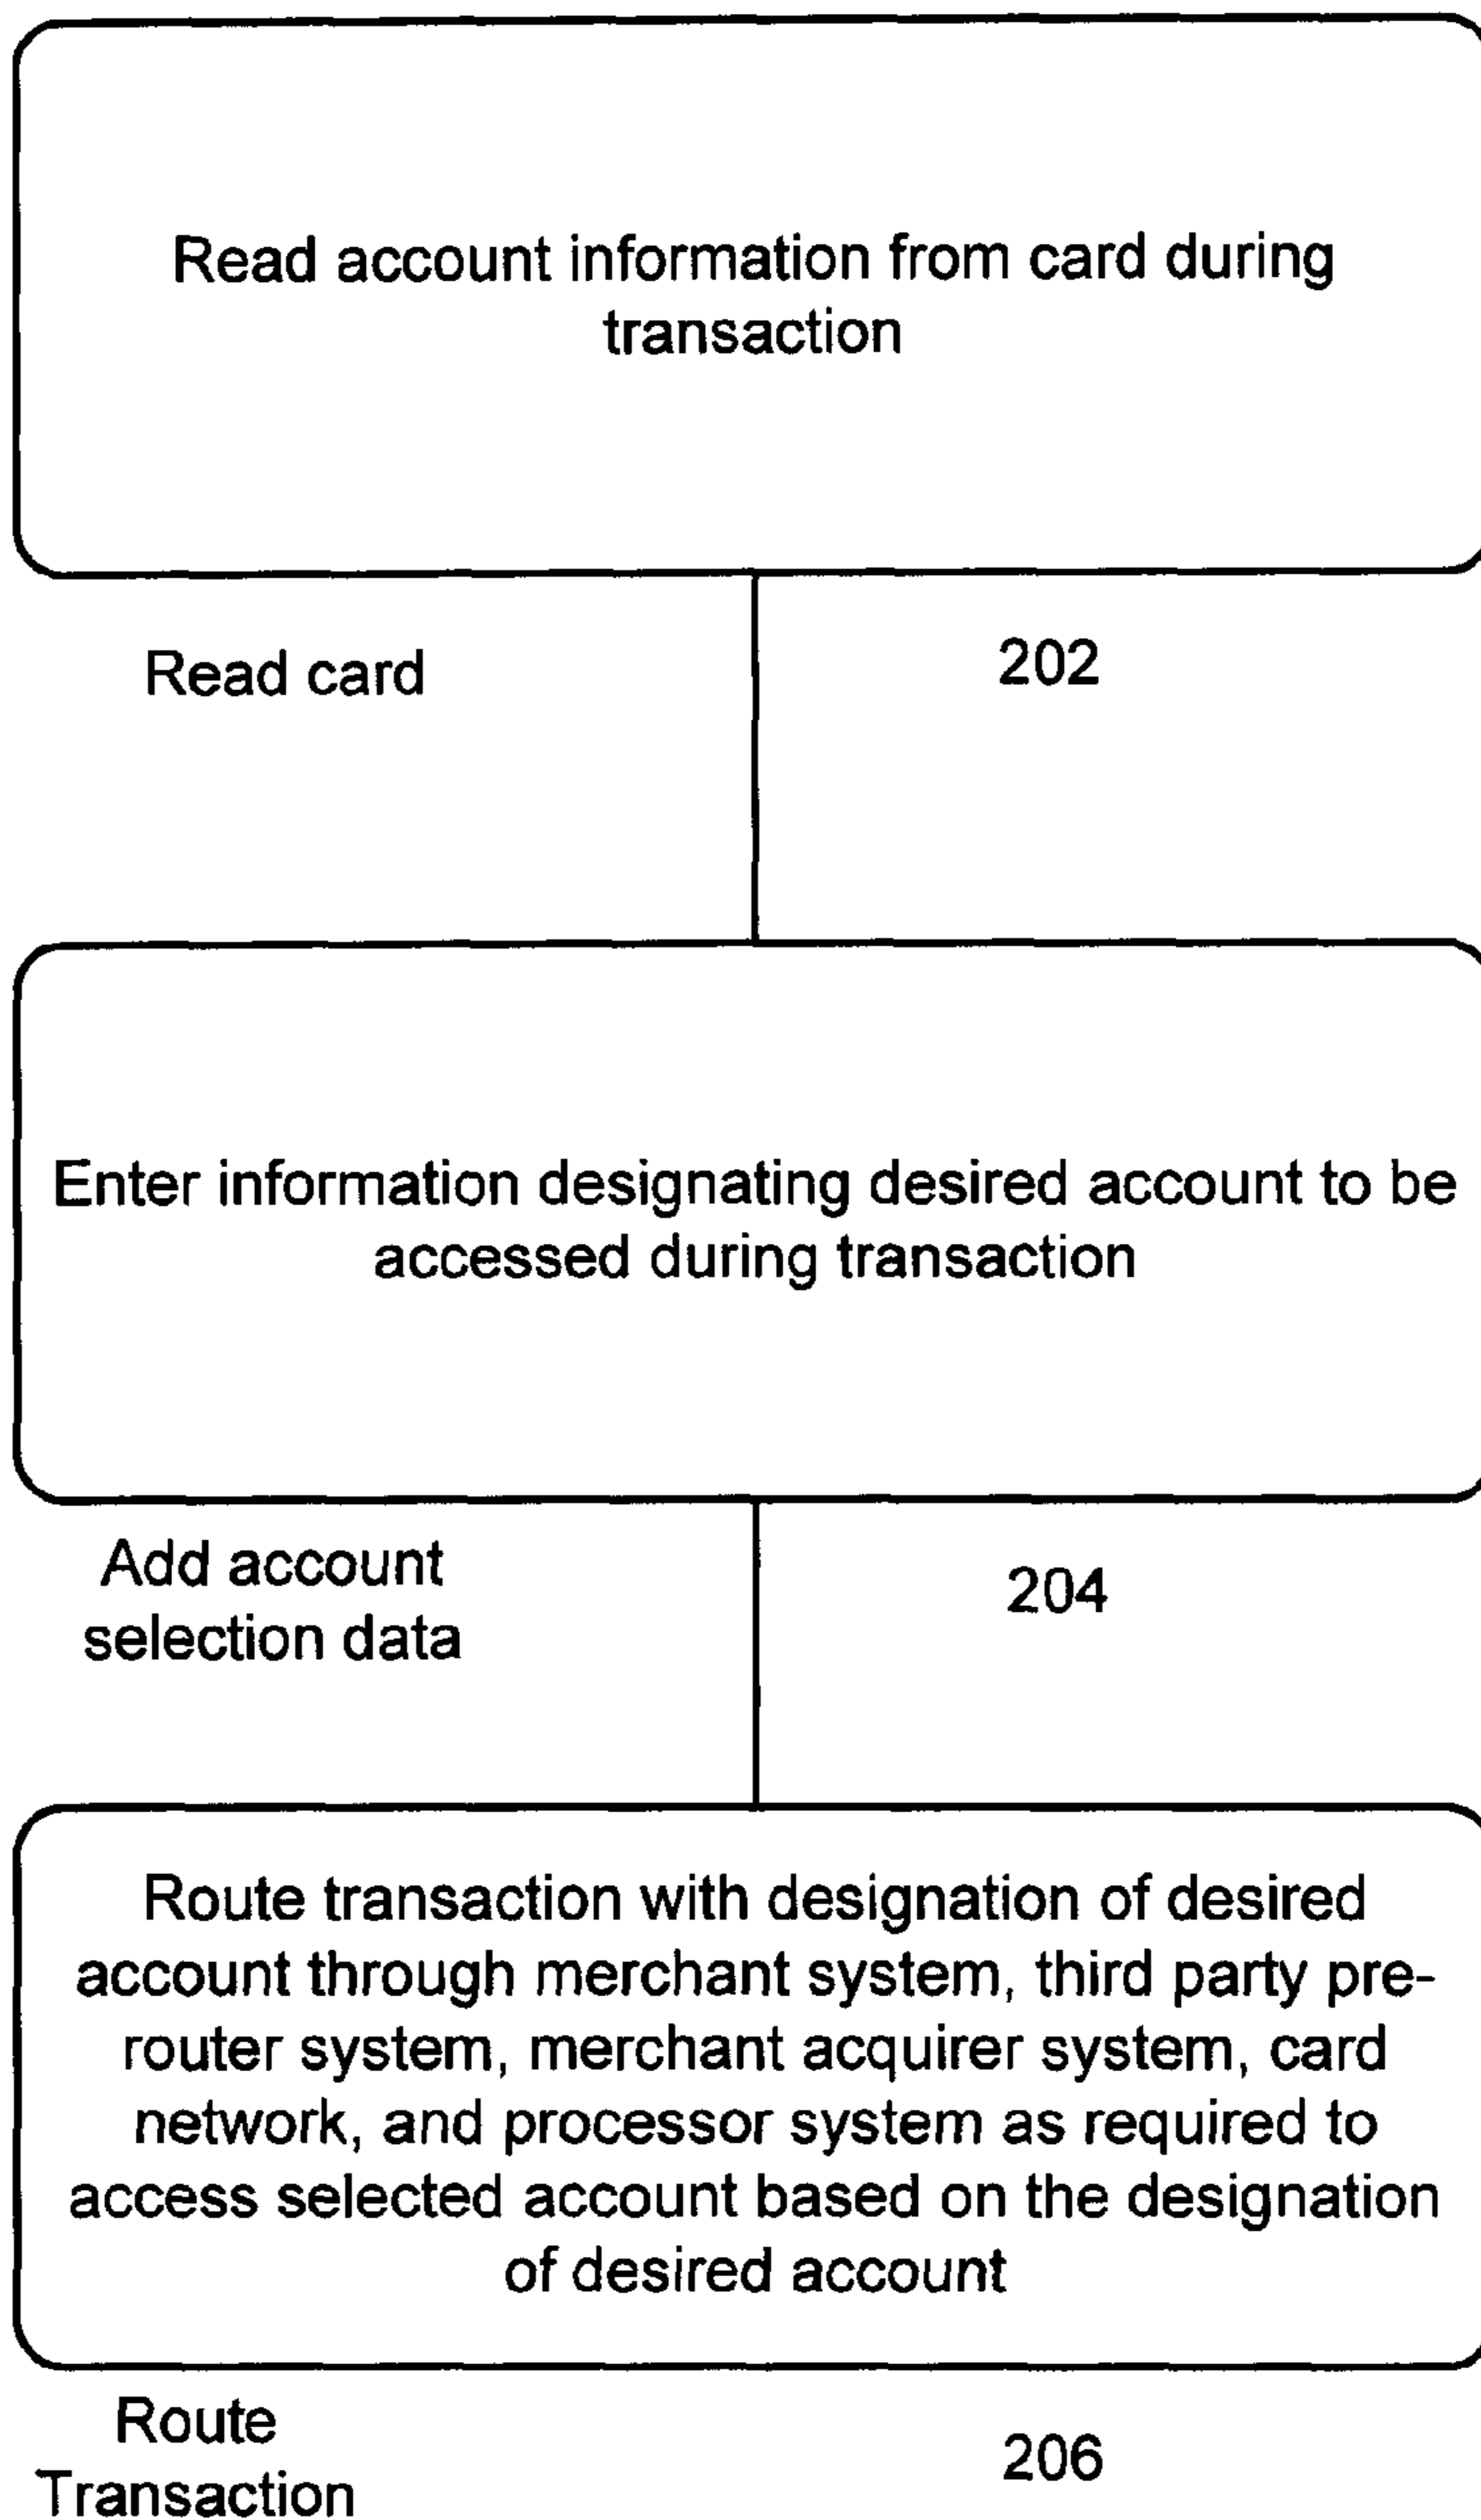 Read account information from card during
transaction
Read card
202
Enter information designating desired account to be
accessed during transaction
Add account
selection data
204
Route transaction with designation of desired
account through merchant system, third party pre-
router system, merchant acquirer system, card
network, and processor system as required to
access selected account based on the designation
of desired account
Route
Transaction
206